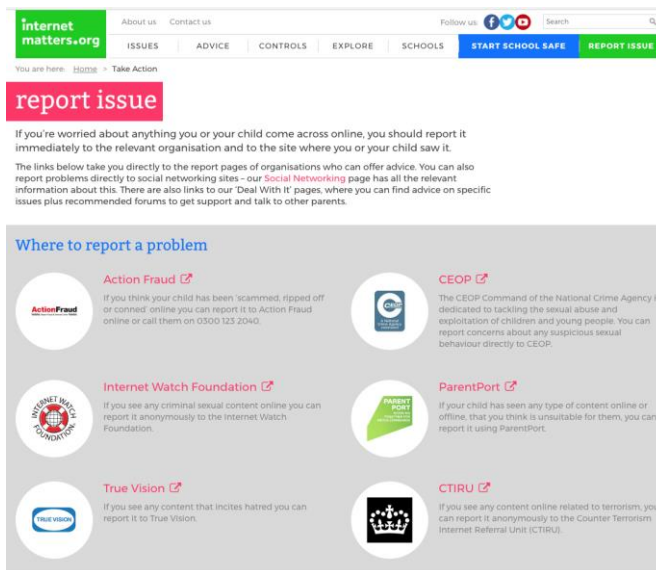 internet
matters.org
About us Contact us
Follow us:
Search
ISSUES ADVICE CONTROLS EXPLORE SCHOOLS START SCHOOL SAFE REPORT ISSUE
You are here: Home > Take Action
report issue
If you're worried about anything you or your child come across online, you should report it
immediately to the relevant organisation and to the site where you or your child saw it.
The links below take you directly to the report pages of organisations who can offer advice. You can also
report problems directly to social networking sites – our Social Networking page has all the relevant
information about this. There are also links to our 'Deal With It' pages, where you can find advice on specific
issues plus recommended forums to get support and talk to other parents.
Where to report a problem
ActionFraud
Action Fraud
If you think your child has been 'scammed, ripped off
or conned' online you can report it to Action Fraud
online or call them on 0300 123 2040.
CEOP
CEOP
The CEOP Command of the National Crime Agency i
dedicated to tackling the sexual abuse and
exploitation of children and young people. You can
report concerns about any suspicious sexual
behaviour directly to CEOP.
INTERNET WATCH
FOUNDATION
Internet Watch Foundation
If you see any criminal sexual content online you can
report it anonymously to the Internet Watch
Foundation.
PARENT
PORT
ParentPort
If your child has seen any type of content online or
offline, that you think is unsuitable for them, you can
report it using ParentPort.
TRUE VISION
True Vision
If you see any content that incites hatred you can
report it to True Vision.
CTIRU
If you see any content online related to terrorism, you
can report it anonymously to the Counter Terrorism
Internet Referral Unit (CTIRU).